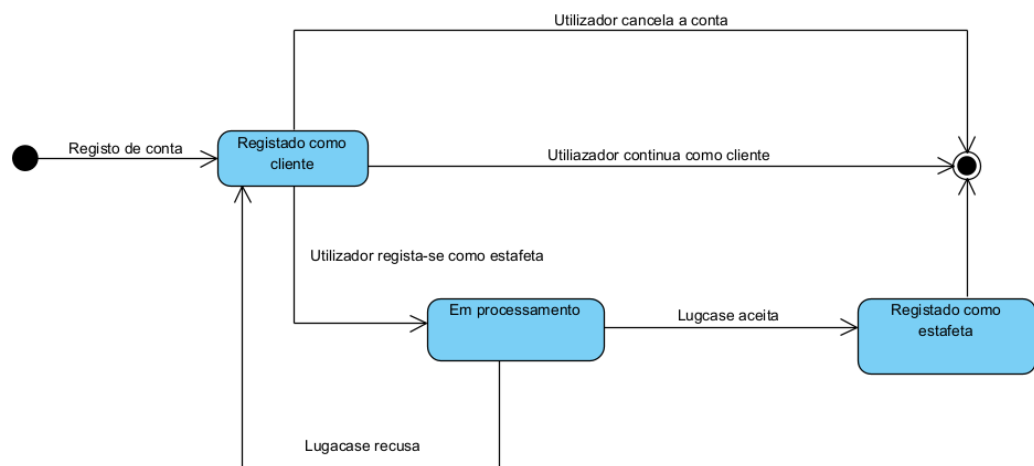 Utilizador cancela a conta
Registo de conta
Registado como
cliente
Utiliazador continua como cliente
Utilizador regista-se como estafeta
Em processamento
Lugcase aceita
Registado como
estafeta
Lugacase recusa